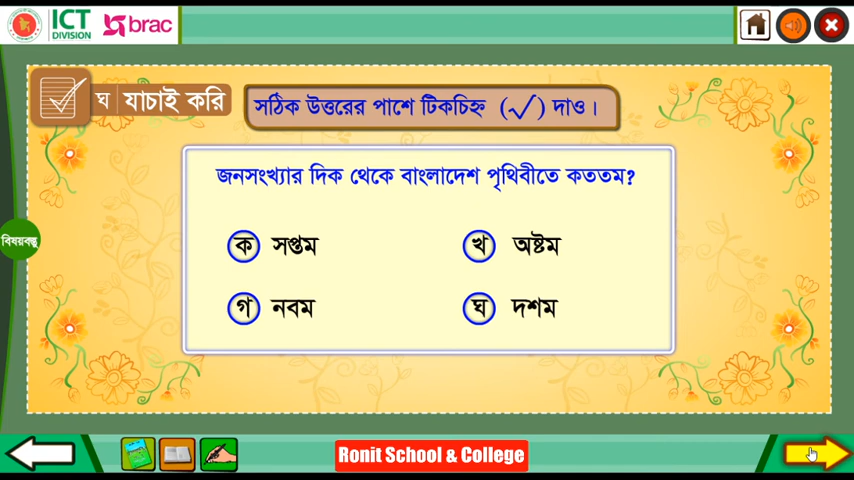 ICT
DIVISION
brac
ঘ যাচাই করি
সঠিক উত্তরের পাশে টিকচিহ্ন (✓) দাও।
জনসংখ্যার দিক থেকে বাংলাদেশ পৃথিবীতে কততম?
ক সপ্তম
খ অষ্টম
গ নবম
ঘ দশম
বিষয়বস্তু
Ronit School & College